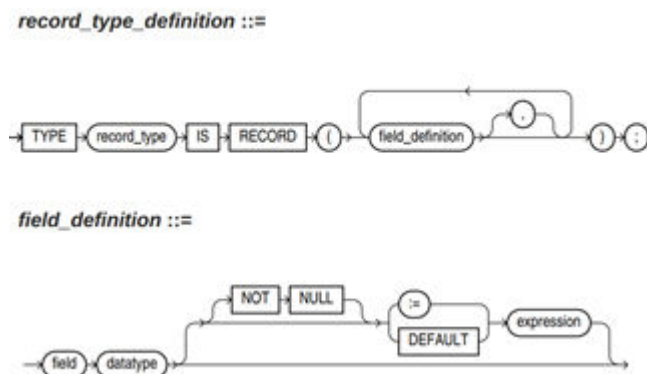 record_type_definition ::=
,
TYPE record_type IS RECORD ( field_definition ) ;
field_definition ::=
NOT NULL :=
DEFAULT expression
field datatype